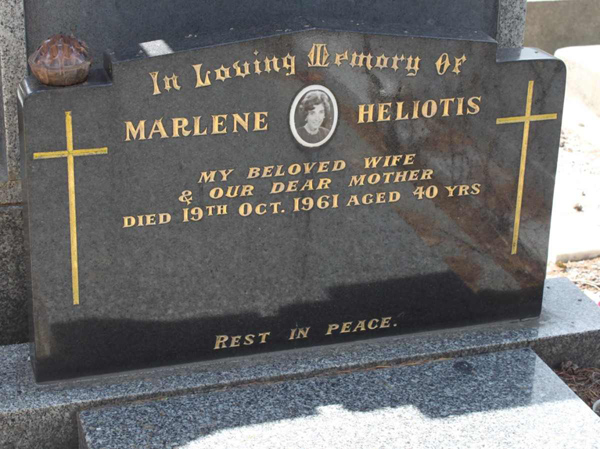 In Loving Memory Of
MARLENE HELIOTIS
MY BELOVED WIFE
& OUR DEAR MOTHER
DIED 19TH OCT. 1961 AGED 40 YRS
REST IN PEACE.